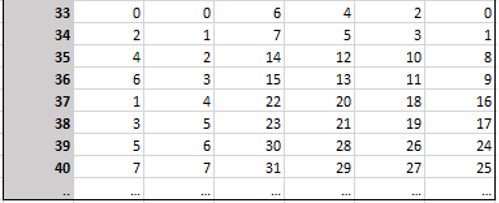 33 0 0 6 4 2 0
34 2 1 7 5 3 1
35 4 2 14 12 10 8
36 6 3 15 13 11 9
37 1 4 22 20 18 16
38 3 5 23 21 19 17
39 5 6 30 28 26 24
40 7 7 31 29 27 25
.. ... ... ... ... ... ...